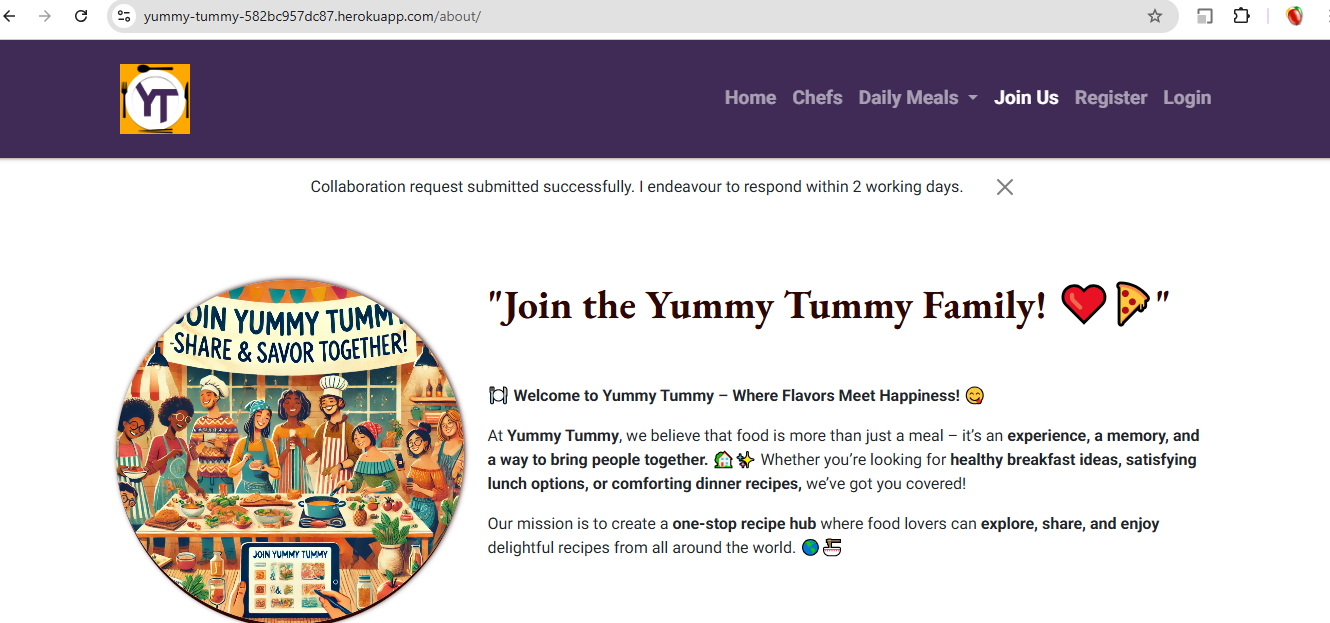 yummy-tummy-582bc957dc87.herokuapp.com/about/
YT
Home Chefs Daily Meals Join Us Register Login
Collaboration request submitted successfully. I endeavour to respond within 2 working days.
JOIN YUMMY TUMMY
-SHARE & SAVOR TOGETHER!
JOIN YUMMY TUMMY
"Join the Yummy Tummy Family! ❤️🍕"
🍽️ Welcome to Yummy Tummy – Where Flavors Meet Happiness! 😋
At Yummy Tummy, we believe that food is more than just a meal – it’s an experience, a memory, and
a way to bring people together. 🏡✨ Whether you’re looking for healthy breakfast ideas, satisfying
lunch options, or comforting dinner recipes, we’ve got you covered!
Our mission is to create a one-stop recipe hub where food lovers can explore, share, and enjoy
delightful recipes from all around the world. 🌍🍜